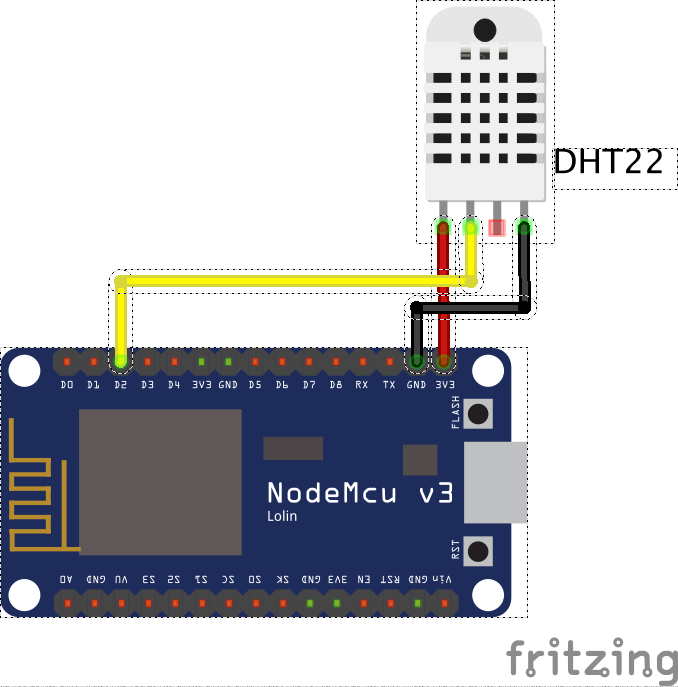 DHT22
D0 D1 D2 D3 D4 3V3 GND D5 D6 D7 D8 RX TX GND 3V3
FLASH
NodeMcu v3
Lolin
RST
A0 GND VU S3 S2 S1 SC S0 SK GND 3V3 EN RST GND Vin
fritzing